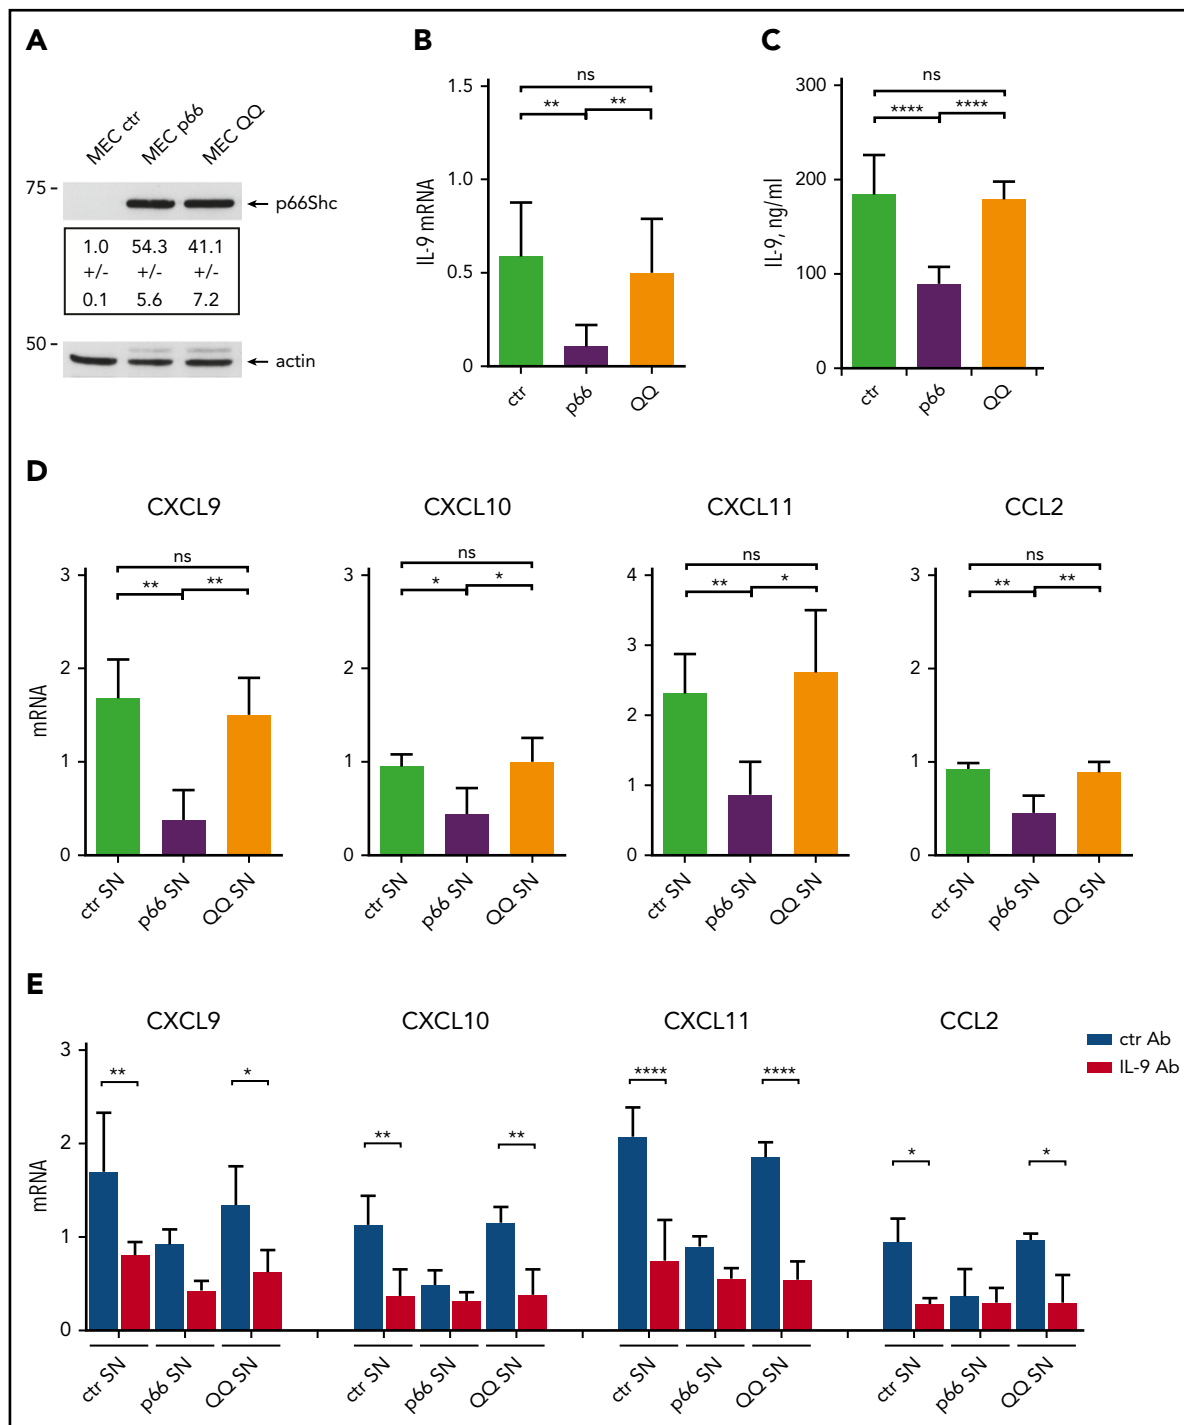 A
MEC ctr
MEC p66
MEC QQ
75 -
p66Shc
1.0 54.3 41.1
+/- +/- +/-
0.1 5.6 7.2
50 -
actin
B
ns
** **
1.5
1.0
0.5
0
IL-9 mRNA
ctr p66 QQ
C
ns
**** ****
300
200
100
0
IL-9, ng/ml
ctr p66 QQ
D
CXCL9
ns
** **
3
2
1
0
mRNA
ctr SN p66 SN QQ SN
CXCL10
ns
* *
3
2
1
0
ctr SN p66 SN QQ SN
CXCL11
ns
** *
4
3
2
1
0
ctr SN p66 SN QQ SN
CCL2
ns
** **
3
2
1
0
ctr SN p66 SN QQ SN
E
CXCL9 CXCL10 CXCL11 CCL2
ctr Ab
IL-9 Ab
3
2
1
0
mRNA
** * ** ** **** **** * *
ctr SN p66 SN QQ SN ctr SN p66 SN QQ SN ctr SN p66 SN QQ SN ctr SN p66 SN QQ SN